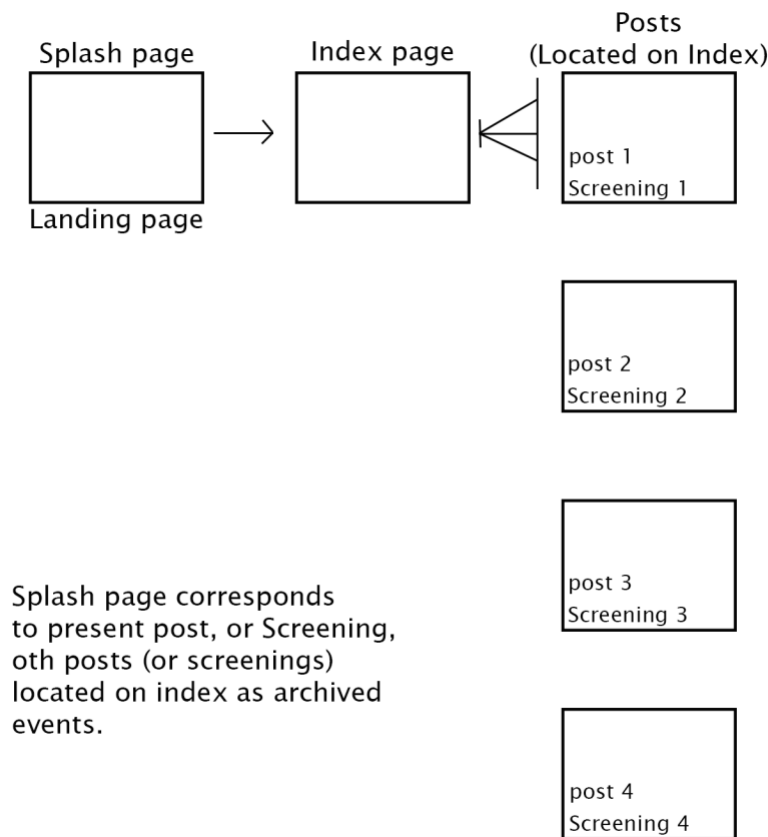 Splash page
Index page
Posts
(Located on Index)
Landing page
post 1
Screening 1
post 2
Screening 2
post 3
Screening 3
Splash page corresponds
to present post, or Screening,
oth posts (or screenings)
located on index as archived
events.
post 4
Screening 4